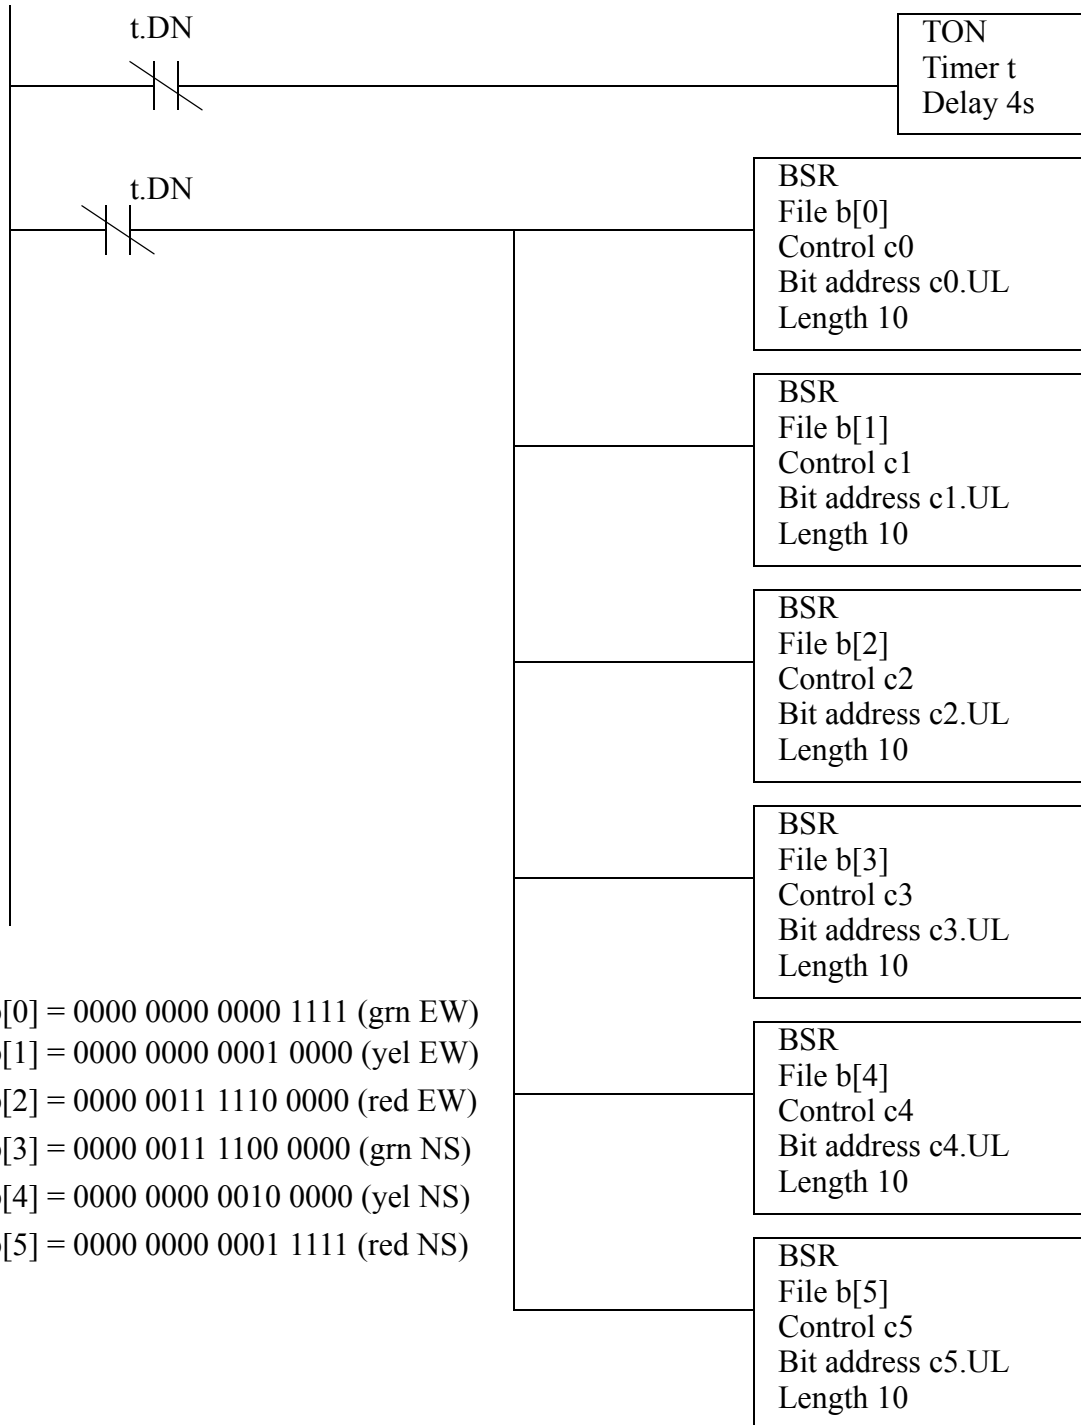 t.DN
TON
Timer t
Delay 4s
t.DN
BSR
File b[0]
Control c0
Bit address c0.UL
Length 10
BSR
File b[1]
Control c1
Bit address c1.UL
Length 10
BSR
File b[2]
Control c2
Bit address c2.UL
Length 10
BSR
File b[3]
Control c3
Bit address c3.UL
Length 10
BSR
File b[4]
Control c4
Bit address c4.UL
Length 10
BSR
File b[5]
Control c5
Bit address c5.UL
Length 10
[0] = 0000 0000 0000 1111 (grn EW)
[1] = 0000 0000 0001 0000 (yel EW)
[2] = 0000 0011 1110 0000 (red EW)
[3] = 0000 0011 1100 0000 (grn NS)
[4] = 0000 0000 0010 0000 (yel NS)
[5] = 0000 0000 0001 1111 (red NS)